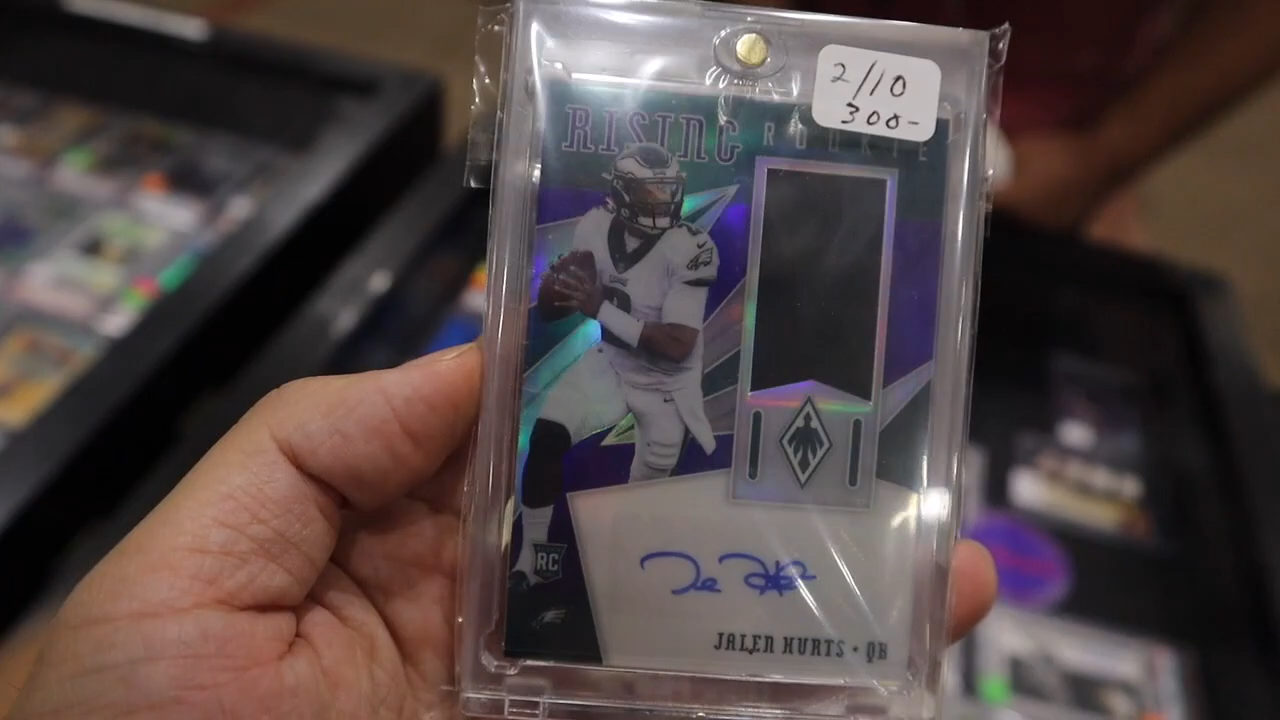 2/10
300-
RISING ROOKIE
RC
JALEN HURTS • QB